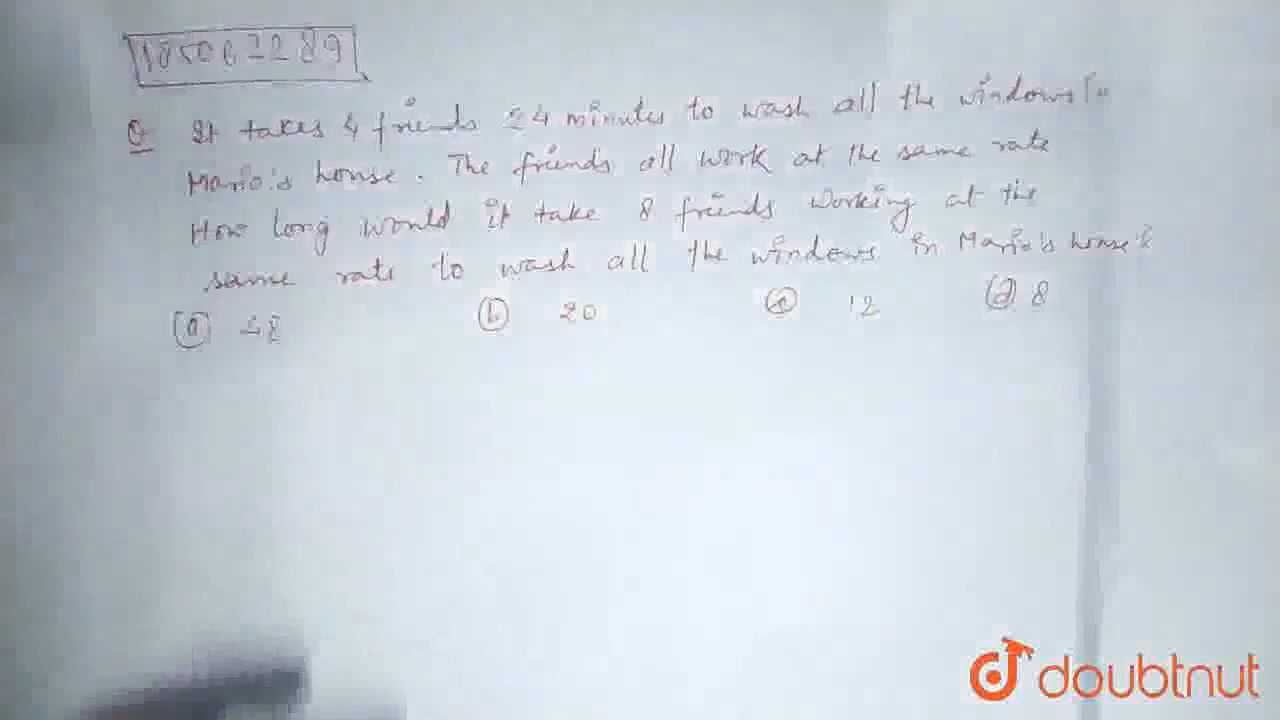 Q It takes 4 friends 24 minutes to wash all the windows in
Mario's house. The friends all work at the same rate
How long would it take 8 friends working at the
same rate to wash all the windows in Mario's house?
(a) 48 (b) 20 (c) 12 (d) 8
doubtnut